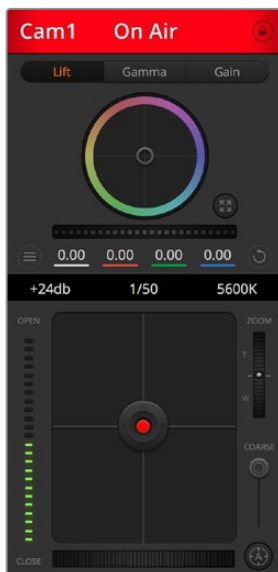 Cam1 On Air
Lift Gamma Gain
0.00 0.00 0.00 0.00
+24db 1/50 5600K
OPEN ZOOM
T
W
COARSE
CLOSE A